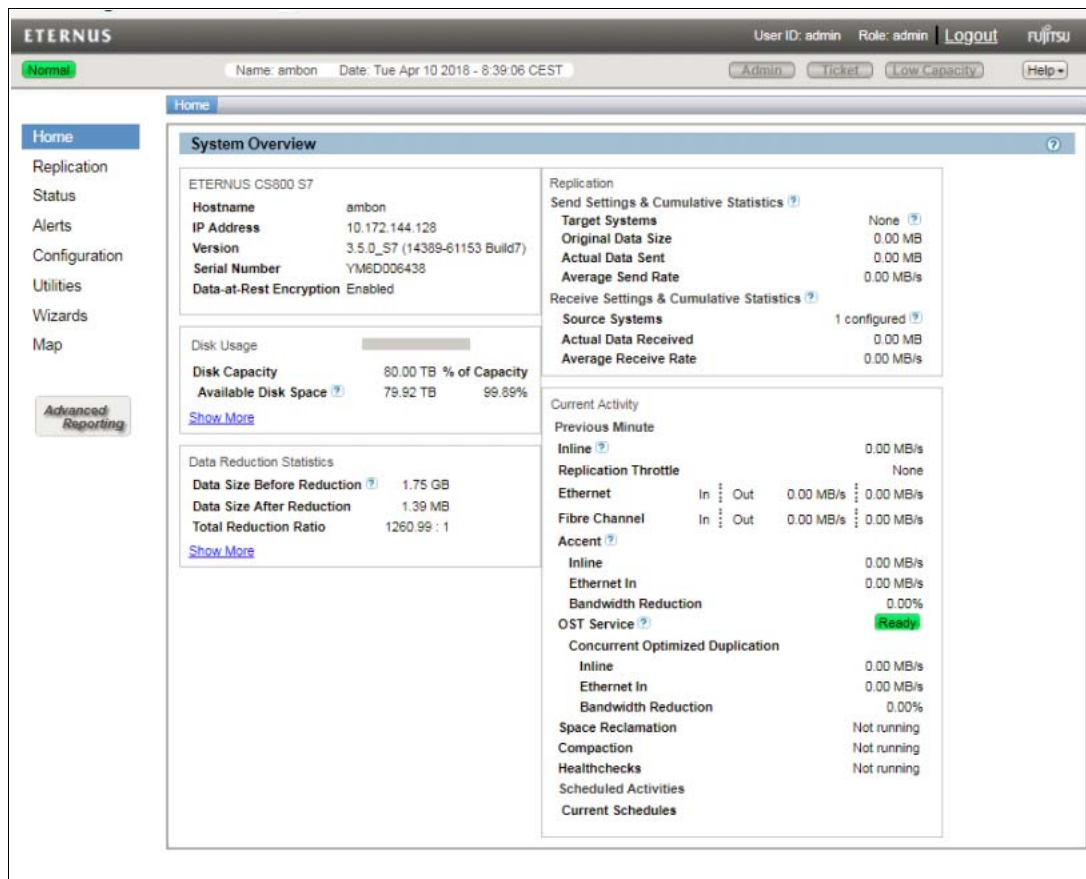 ETERNUS
User ID: admin Role: admin Logout FUJITSU
Normal Name: ambon Date: Tue Apr 10 2018 - 8:39:06 CEST Admin Ticket Low Capacity Help
Home
Home
Replication
Status
Alerts
Configuration
Utilities
Wizards
Map
Advanced
Reporting
System Overview ?
ETERNUS CS800 S7
Hostname ambon
IP Address 10.172.144.128
Version 3.5.0_S7 (14389-61153 Build7)
Serial Number YM6D006438
Data-at-Rest Encryption Enabled
Disk Usage
Disk Capacity 80.00 TB % of Capacity
Available Disk Space ? 79.92 TB 99.89%
Show More
Data Reduction Statistics
Data Size Before Reduction ? 1.75 GB
Data Size After Reduction 1.39 MB
Total Reduction Ratio 1260.99 : 1
Show More
Replication
Send Settings & Cumulative Statistics ?
Target Systems None ?
Original Data Size 0.00 MB
Actual Data Sent 0.00 MB
Average Send Rate 0.00 MB/s
Receive Settings & Cumulative Statistics ?
Source Systems 1 configured ?
Actual Data Received 0.00 MB
Average Receive Rate 0.00 MB/s
Current Activity
Previous Minute
Inline ? 0.00 MB/s
Replication Throttle None
Ethernet In Out 0.00 MB/s 0.00 MB/s
Fibre Channel In Out 0.00 MB/s 0.00 MB/s
Accent ?
Inline 0.00 MB/s
Ethernet In 0.00 MB/s
Bandwidth Reduction 0.00%
OST Service ? Ready
Concurrent Optimized Duplication
Inline 0.00 MB/s
Ethernet In 0.00 MB/s
Bandwidth Reduction 0.00%
Space Reclamation Not running
Compaction Not running
Healthchecks Not running
Scheduled Activities
Current Schedules